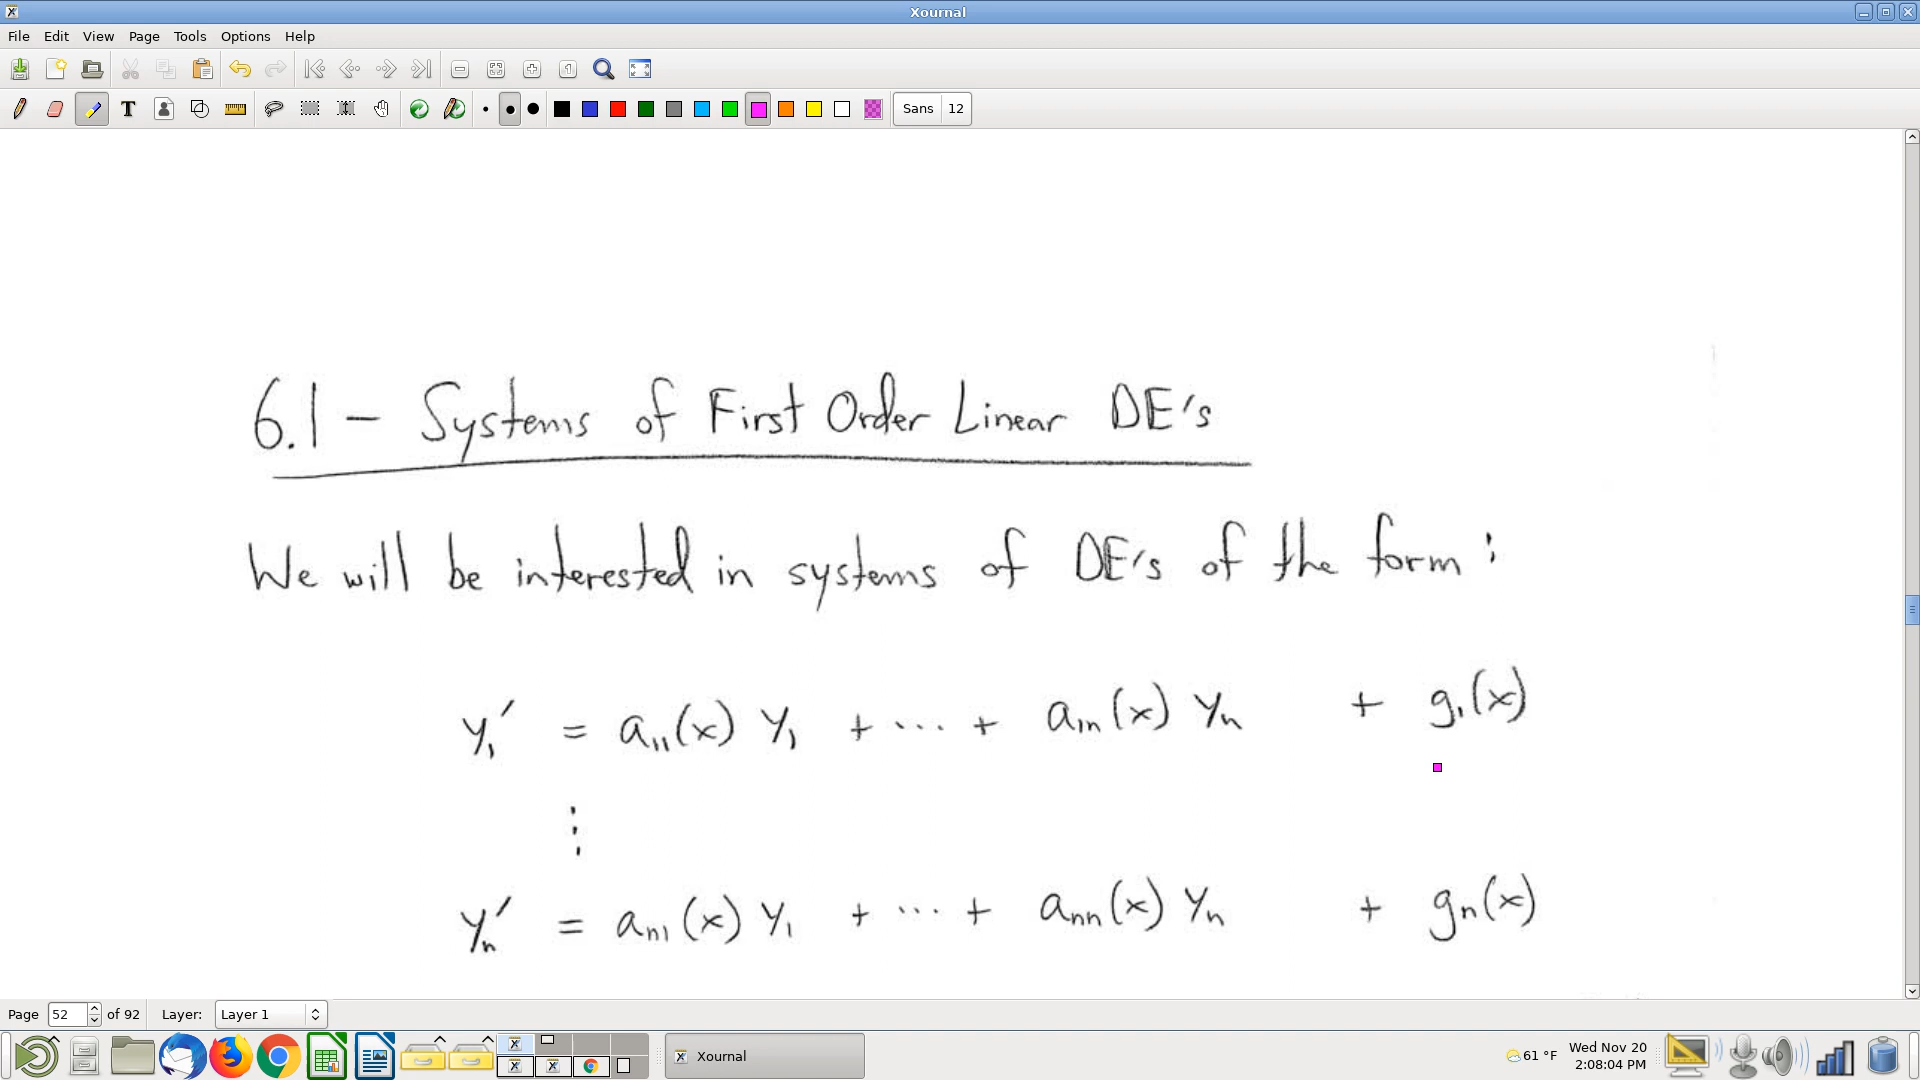 Xournal
File Edit View Page Tools Options Help
Sans 12
6.1 - Systems of First Order Linear DE's
We will be interested in systems of DE's of the form :
y₁′ = a₁₁(x) y₁ + ... + a₁ₙ(x) yₙ + g₁(x)
⋮
yₙ′ = aₙ₁(x) y₁ + ... + aₙₙ(x) yₙ + gₙ(x)
Page 52 of 92 Layer: Layer 1
Xournal
61 °F
Wed Nov 20
2:08:04 PM